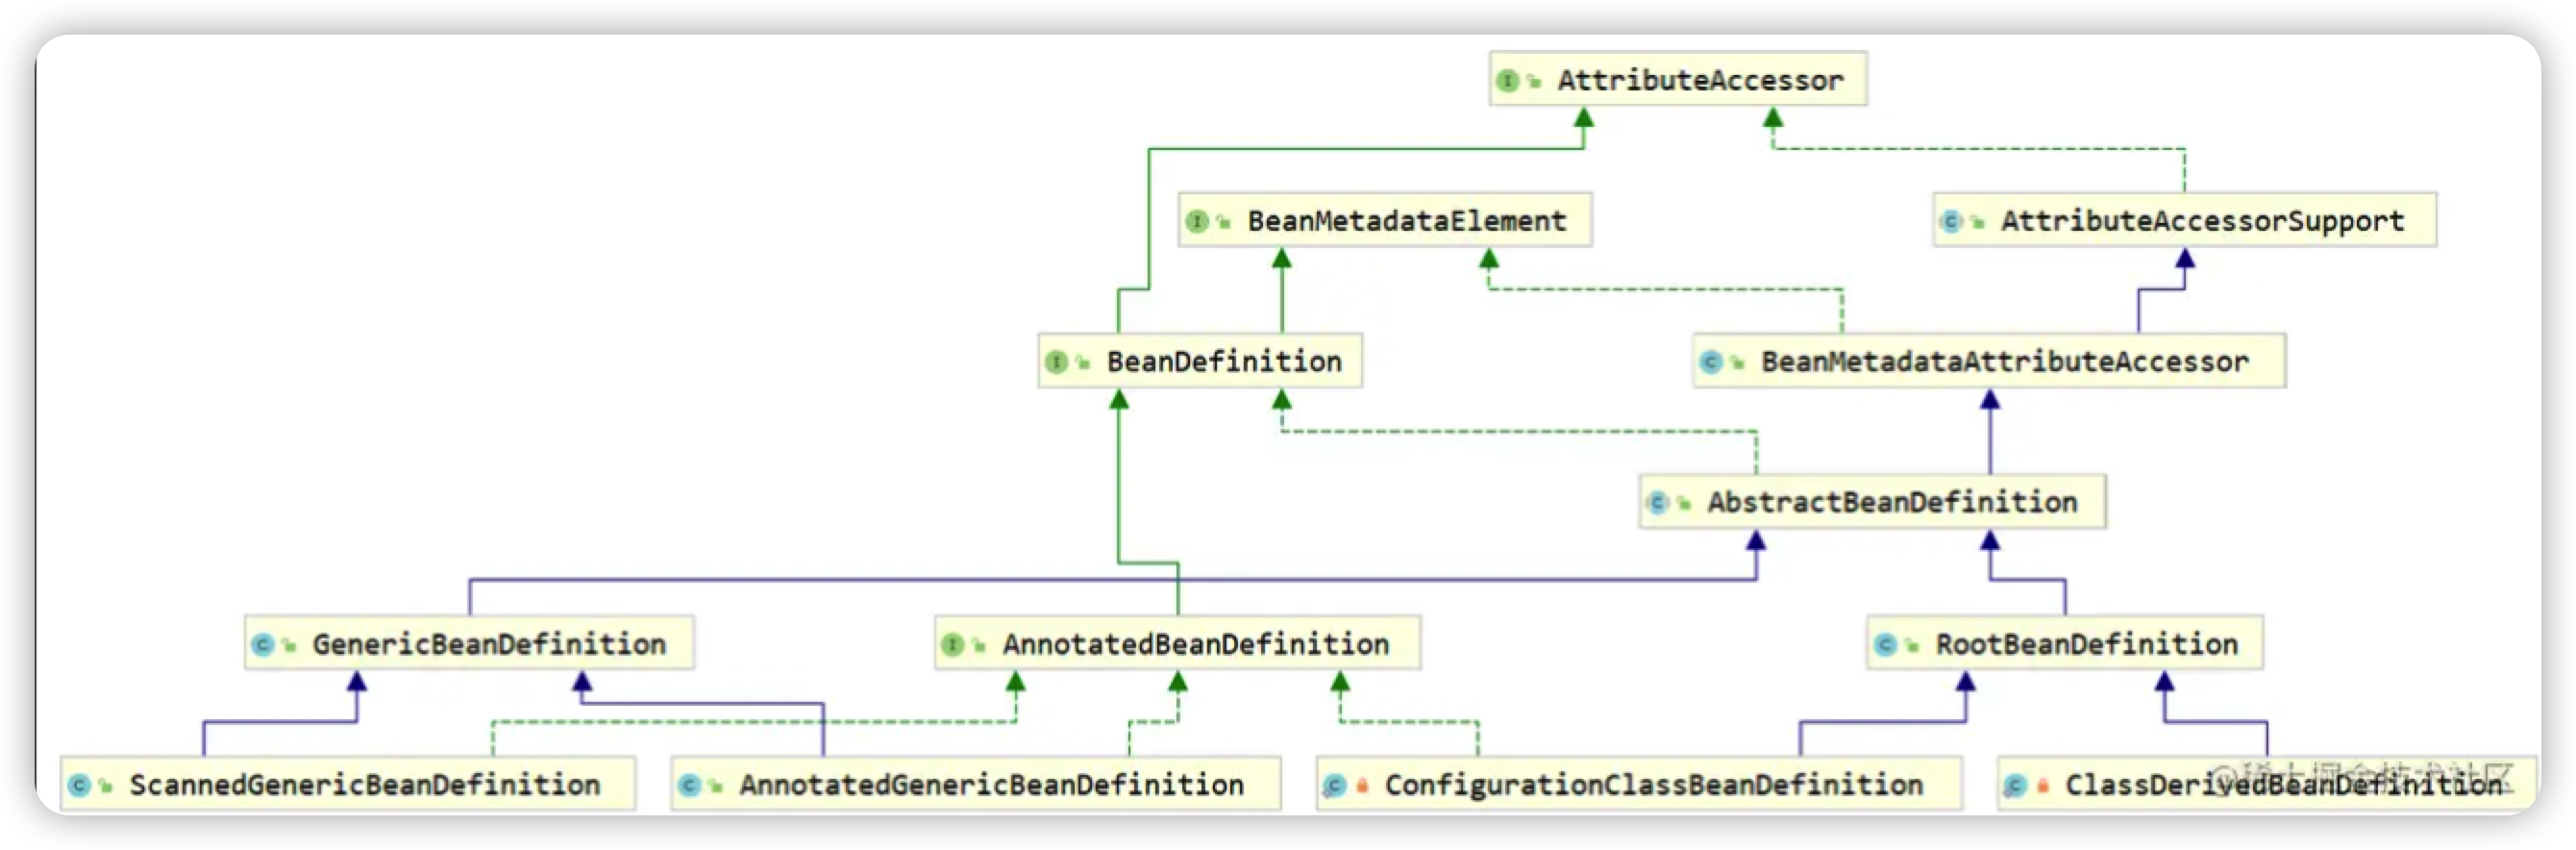 AttributeAccessor
BeanMetadataElement
AttributeAccessorSupport
BeanDefinition
BeanMetadataAttributeAccessor
AbstractBeanDefinition
GenericBeanDefinition
AnnotatedBeanDefinition
RootBeanDefinition
ScannedGenericBeanDefinition
AnnotatedGenericBeanDefinition
ConfigurationClassBeanDefinition
ClassDerivedBeanDefinition
@稀土掘金技术社区